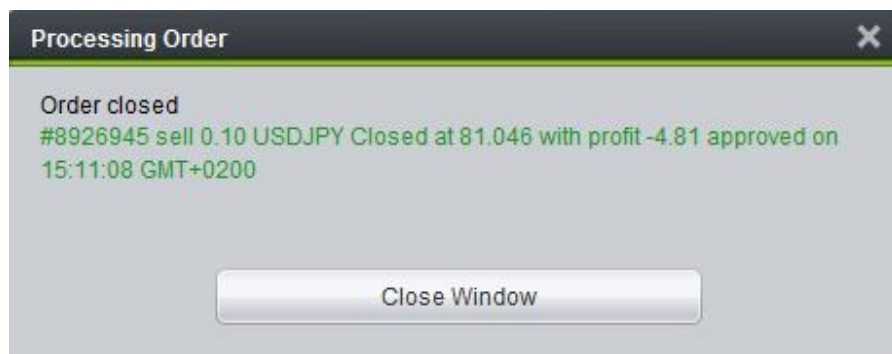 Processing Order
Order closed
#8926945 sell 0.10 USDJPY Closed at 81.046 with profit -4.81 approved on
15:11:08 GMT+0200
Close Window